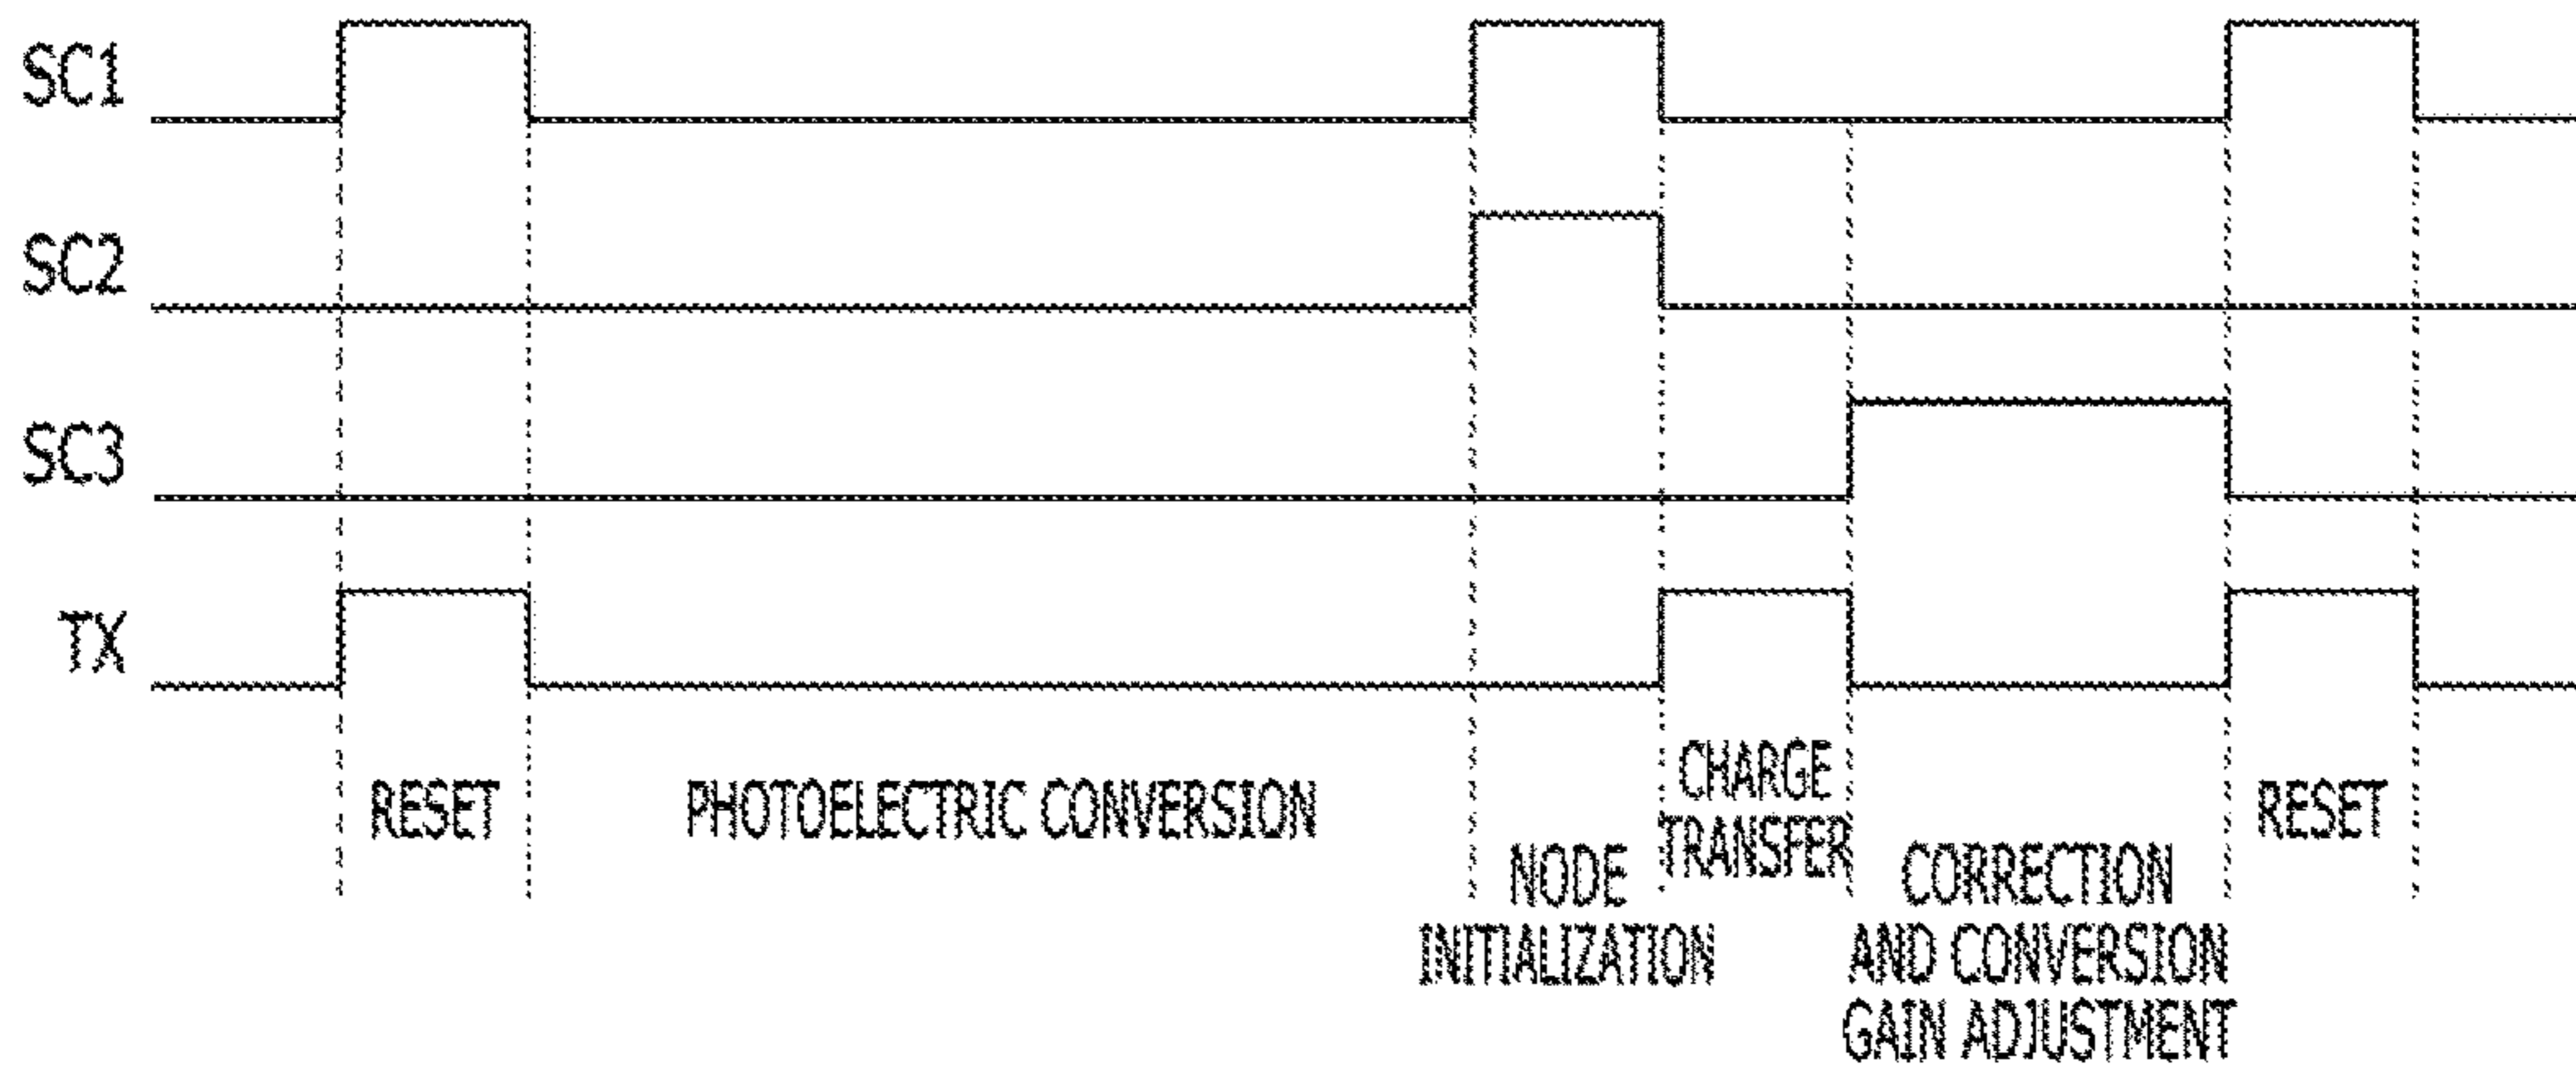 SC1
SC2
SC3
TX
RESET
PHOTOELECTRIC CONVERSION
NODE
INITIALIZATION
CHARGE
TRANSFER
CORRECTION
AND CONVERSION
GAIN ADJUSTMENT
RESET